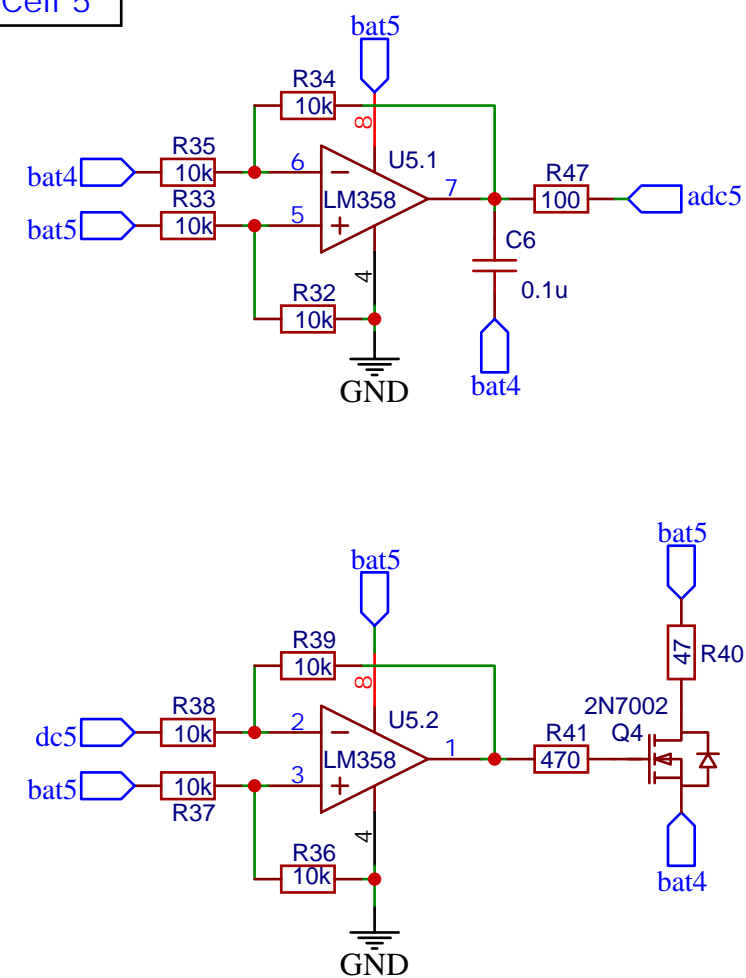 Cell 5
bat5
R34
10k
8
R35
10k
bat4
6
U5.1
R33
10k
bat5
5
LM358
7
R47
100
adc5
C6
0.1u
4
R32
10k
bat4
GND
bat5
bat5
R39
10k
8
47
R40
R38
10k
dc5
2
U5.2
2N7002
Q4
R41
470
LM358
1
bat5
10k
R37
3
4
R36
10k
bat4
GND